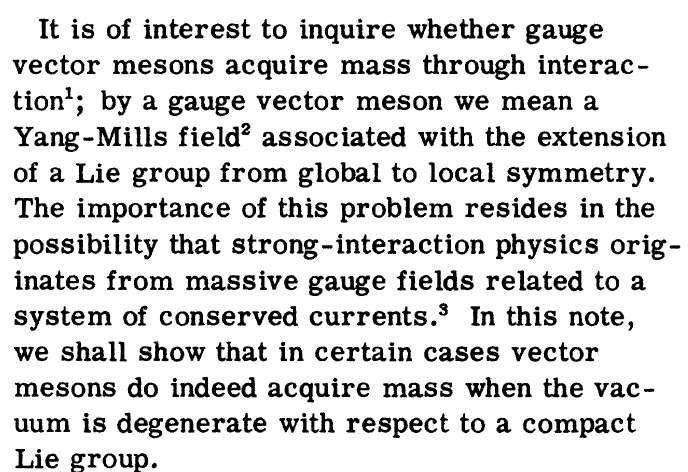 It is of interest to inquire whether gauge
vector mesons acquire mass through interac-
tion¹; by a gauge vector meson we mean a
Yang-Mills field² associated with the extension
of a Lie group from global to local symmetry.
The importance of this problem resides in the
possibility that strong-interaction physics orig-
inates from massive gauge fields related to a
system of conserved currents.³ In this note,
we shall show that in certain cases vector
mesons do indeed acquire mass when the vac-
uum is degenerate with respect to a compact
Lie group.